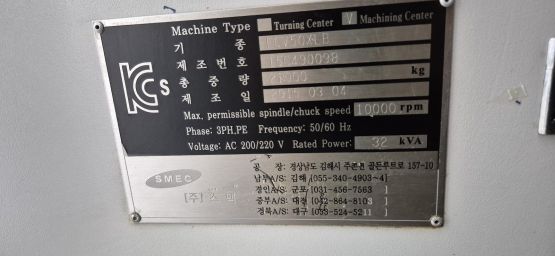 Machine Type Turning Center V Machining Center
기 종
제 조 번 호
총 중 량 kg
제 조 일 03 04
Max. permissible spindle/chuck speed 10000 rpm
Phase: 3PH,PE Frequency: 50/60 Hz
Voltage: AC 200/220 V Rated Power: 32 kVA
KCs
SMEC
[주] 스맥
공 장: 경상남도 김해시 주촌면 골든루트로 157-10
남부A/S: 김해 [055-340-4903~4]
경인A/S: 군포 [031-456-7563]
중부A/S: 대전 [042-864-810
경북A/S: 대구 [053-524-52